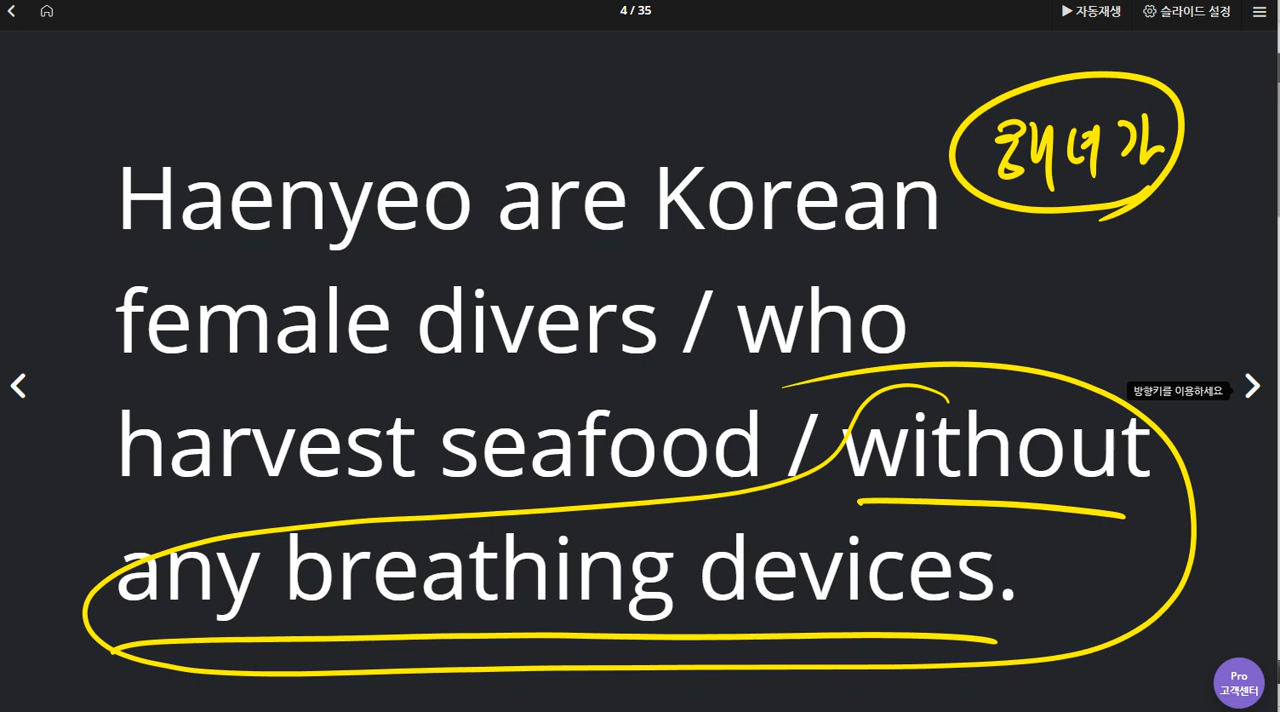 4 / 35
자동재생
슬라이드 설정
해녀가
Haenyeo are Korean
female divers / who
harvest seafood / without
any breathing devices.
방향키를 이용하세요
Pro
고객센터